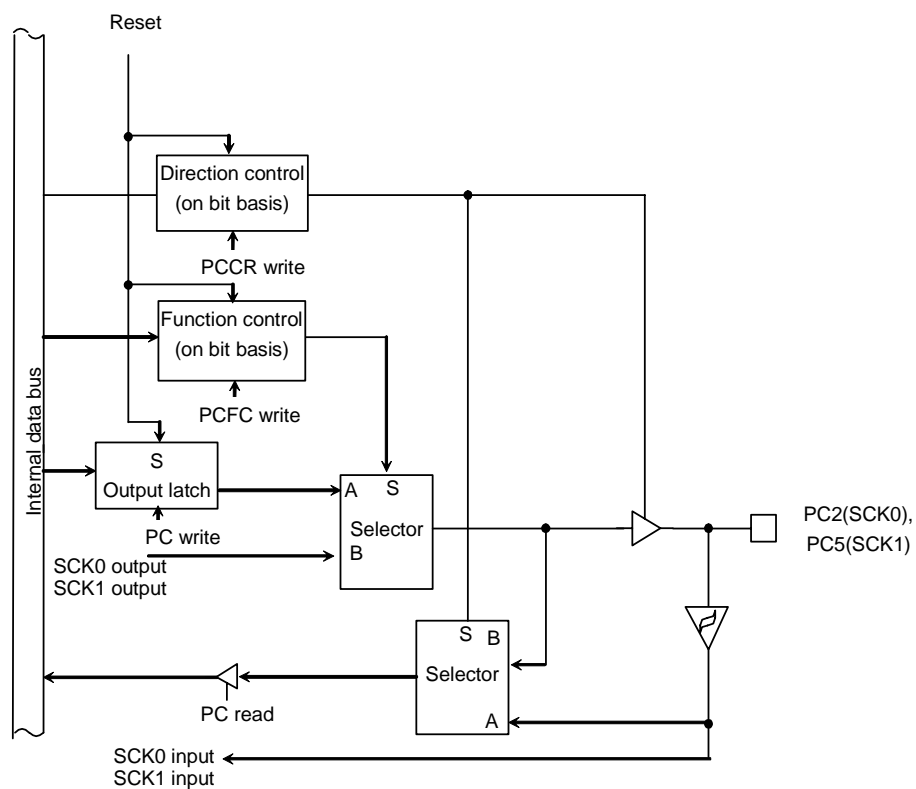 Reset
Direction control
(on bit basis)
PCCR write
Function control
(on bit basis)
PCFC write
Internal data bus
S
Output latch
PC write
SCK0 output
SCK1 output
A
S
Selector
B
PC2(SCK0),
PC5(SCK1)
S
B
Selector
A
PC read
SCK0 input
SCK1 input